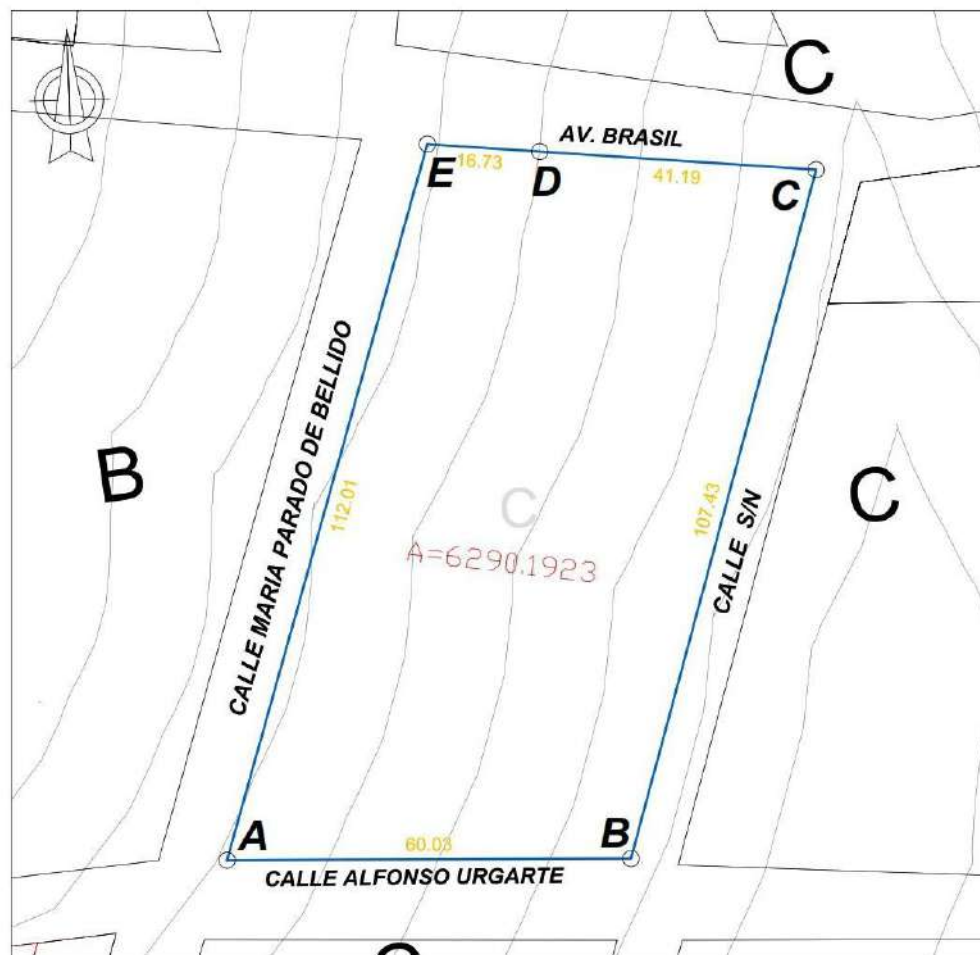 C
AV. BRASIL
16.73
41.19
E
D
C
CALLE MARIA PARADO DE BELLIDO
B
112.01
C
107.43
CALLE S/N
C
A=6290.1923
A
60.03
B
CALLE ALFONSO URGARTE